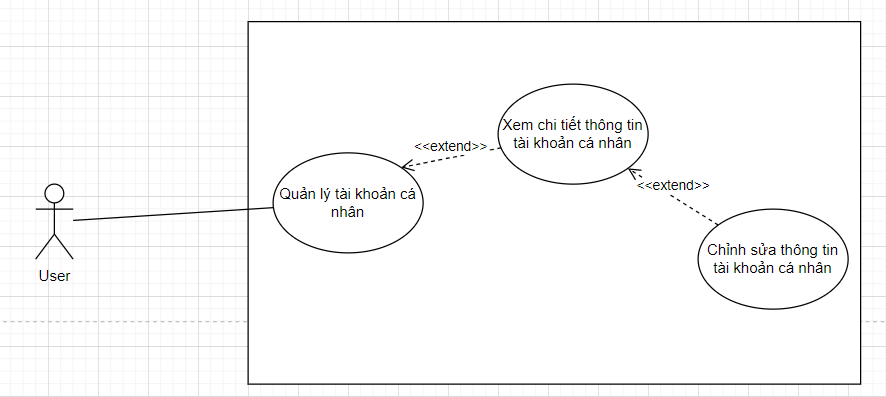 Xem chi tiết thông tin
tài khoản cá nhân
<<extend>>
Quản lý tài khoản cá
nhân
<<extend>>
Chỉnh sửa thông tin
tài khoản cá nhân
User